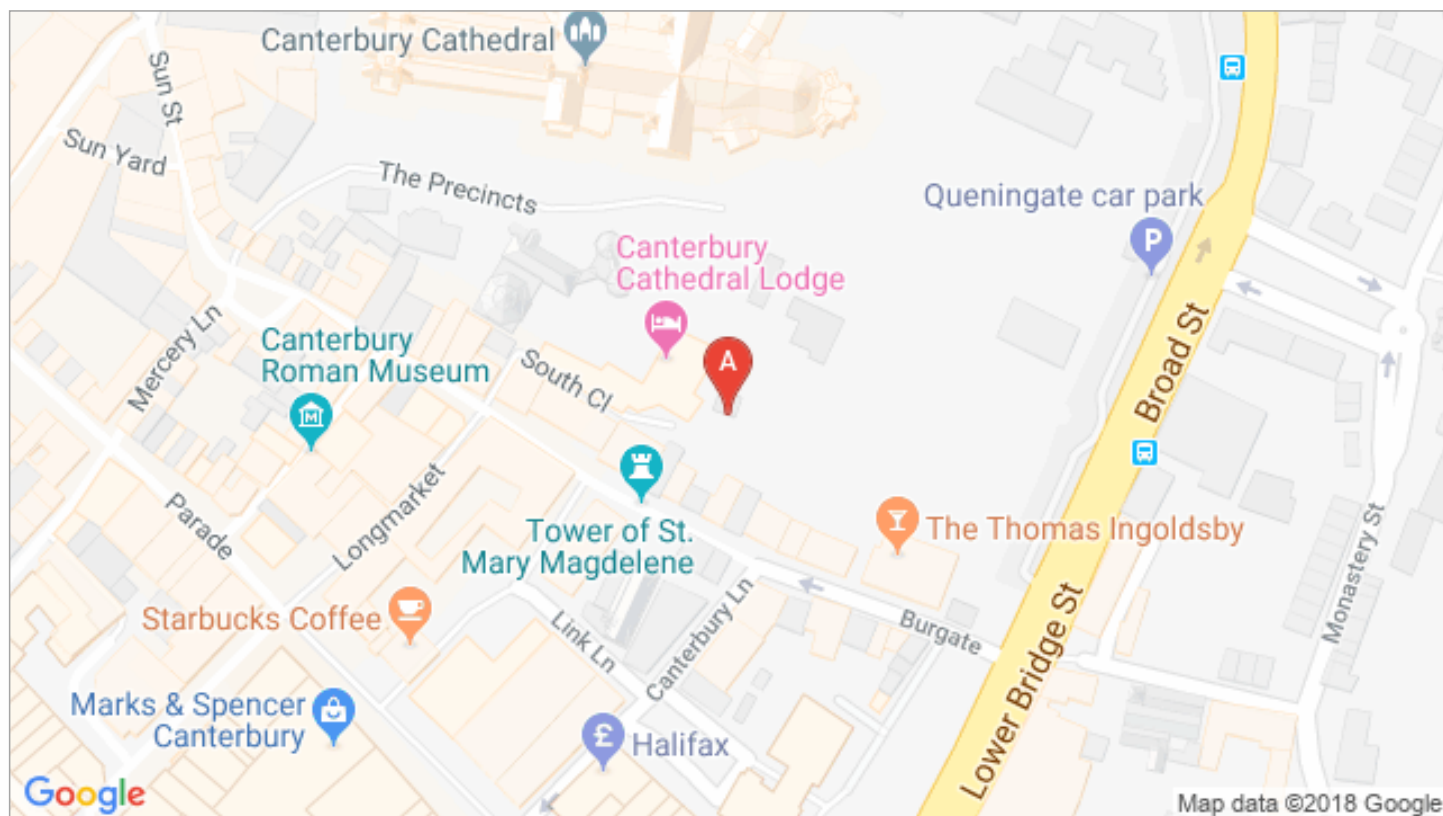 Canterbury Cathedral
Sun St
Sun Yard
The Precincts
Queningate car park
P
Canterbury
Cathedral Lodge
Mercery Ln
Canterbury
Roman Museum
M
South Cl
A
Broad St
Longmarket
Parade
Tower of St.
Mary Magdelene
The Thomas Ingoldsby
Monastery St
Starbucks Coffee
Link Ln
Canterbury Ln
Burgate
Lower Bridge St
Marks & Spencer
Canterbury
£
Halifax
Google
Map data ©2018 Google